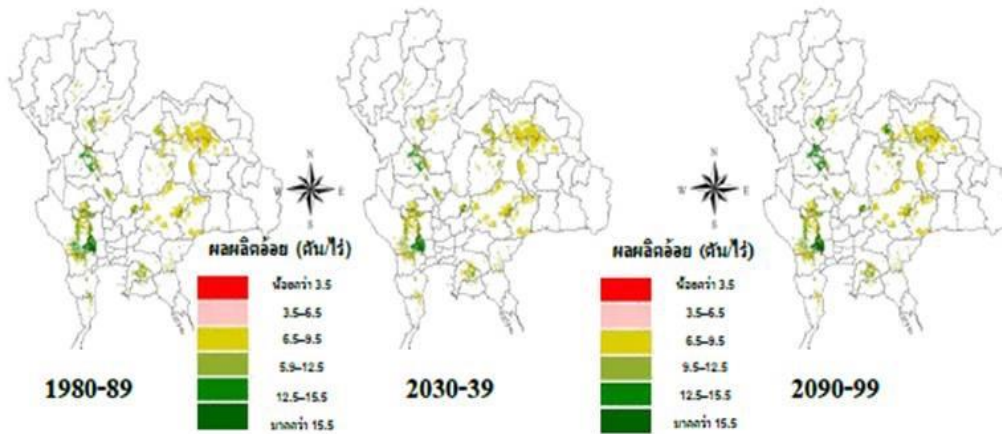 N
W E
S
N
W E
S
ผลผลิตอ้อย (ตัน/ไร่)
น้อยกว่า 3.5
3.5–6.5
6.5–9.5
5.9–12.5
12.5–15.5
มากกว่า 15.5
ผลผลิตอ้อย (ตัน/ไร่)
น้อยกว่า 3.5
3.5–6.5
6.5–9.5
9.5–12.5
12.5–15.5
มากกว่า 15.5
1980-89
2030-39
2090-99